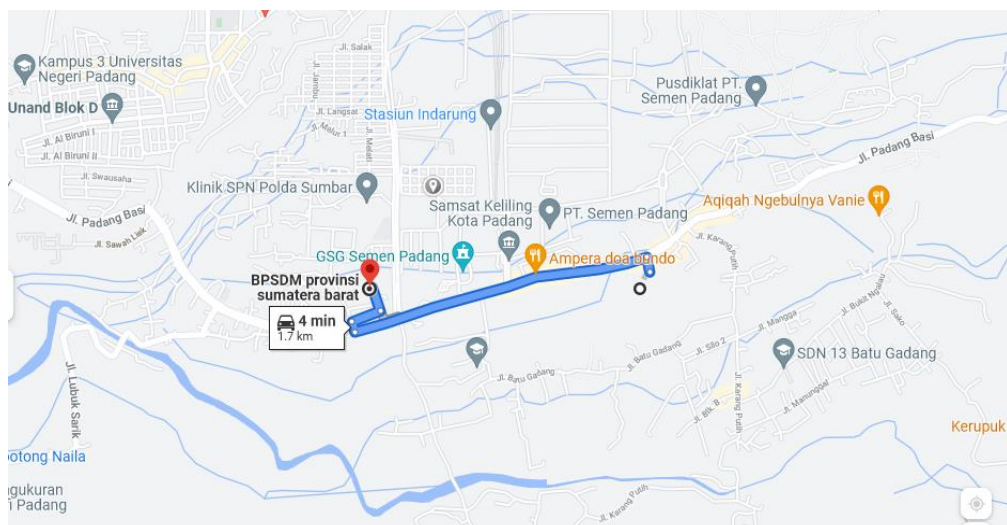 Kampus 3 Universitas
Negeri Padang
Unand Blok D
Jl. Al Biruni I
Jl. Al Biruni II
Jl. Swausaha
Jl. Padang Basi
Jl. Sawah Liek
Jl. Salak
Jl. Jambu
Jl. Langsat
Jl. Melur 1
Jl. Melati
Stasiun Indarung
Pusdiklat PT.
Semen Padang
Jl. Padang Basi
Klinik SPN Polda Sumbar
Samsat Keliling
Kota Padang
PT. Semen Padang
Aqiqah Ngebulnya Vanie
GSG Semen Padang
Ampera doa bundo
Jl. Karang Putih
BPSDM provinsi
sumatera barat
4 min
1.7 km
Jl. Bukit Ngalau
Jl. Sako
Jl. Mangga
Jl. Silo 2
Jl. Batu Gadang
Jl. Batu Gadang
SDN 13 Batu Gadang
Jl. Manunggal
Jl. Blk. B
Jl. Karang Putih
Jl. Lubuk Sarik
Kerupuk
otong Naila
ngukuran
Padang
Jl. Karang Putih